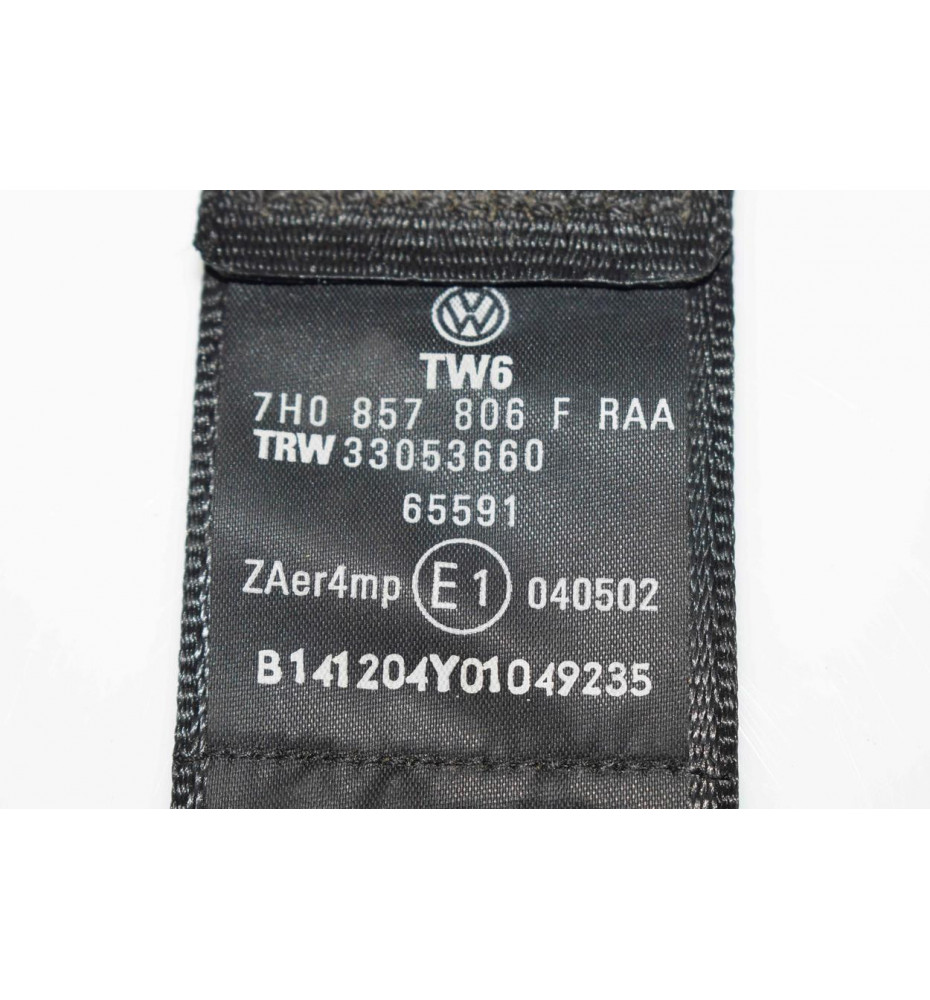 TW6
7H0 857 806 F RAA
TRW 33053660
65591
ZAer4mp E1 040502
B141204Y01049235